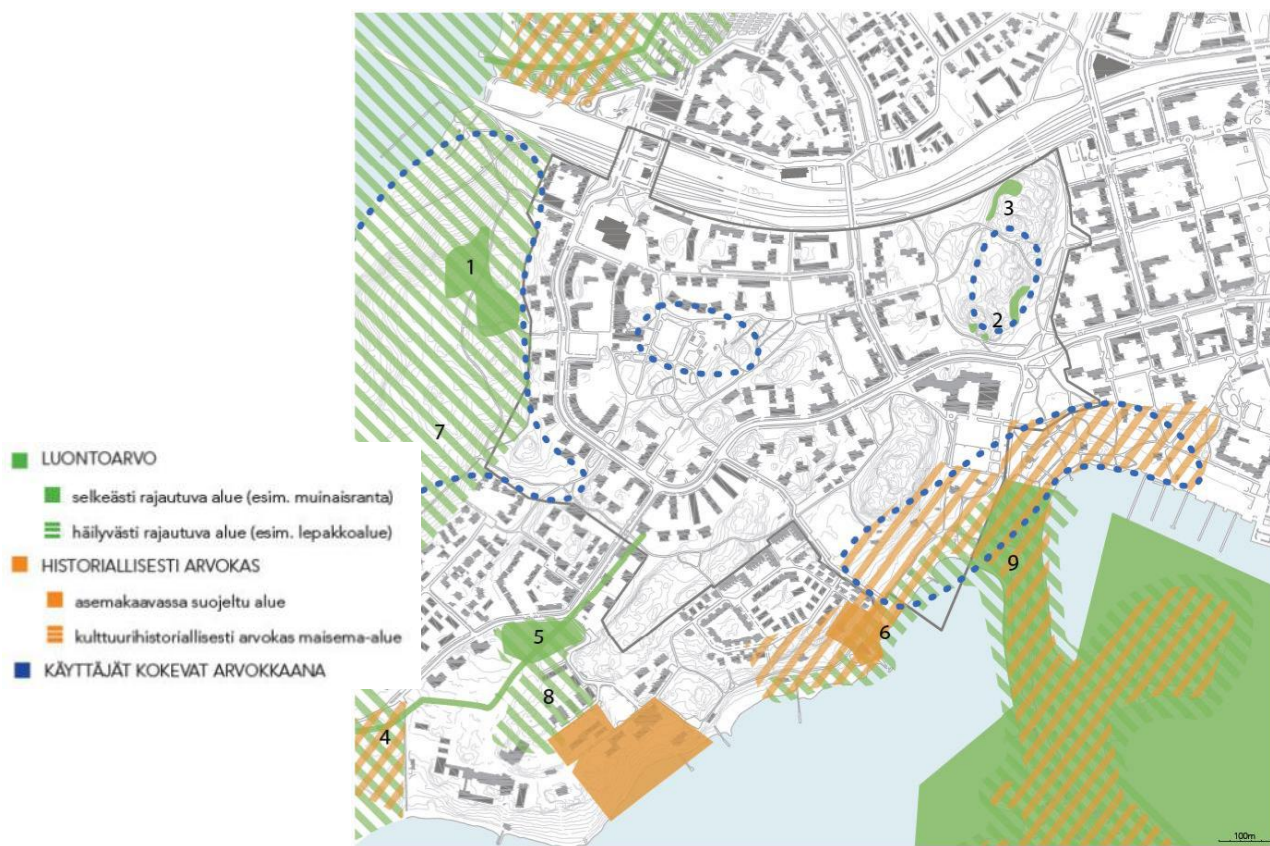 LUONTOARVO
selkeästi rajautuva alue (esim. muinaisranta)
häilyvästi rajautuva alue (esim. lepakkoalue)
HISTORIALLISESTI ARVOKAS
asemakaavassa suojeltu alue
kulttuurihistoriallisesti arvokas maisema-alue
KÄYTTÄJÄT KOKEVAT ARVOKKAANA
3
1
2
7
9
6
5
8
4
100m